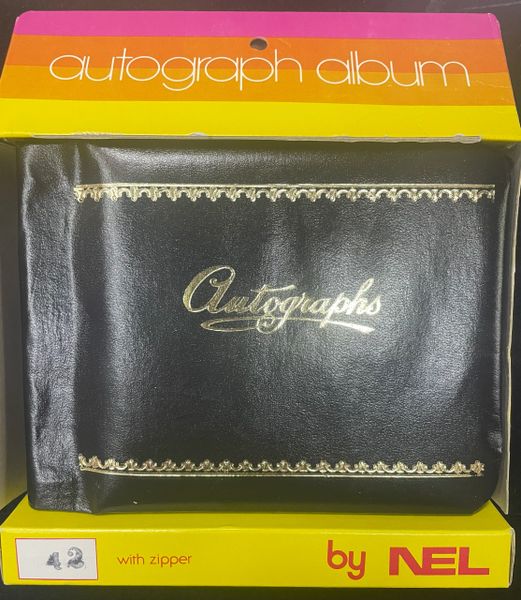 autograph album
Autographs
42
with zipper
by NEL